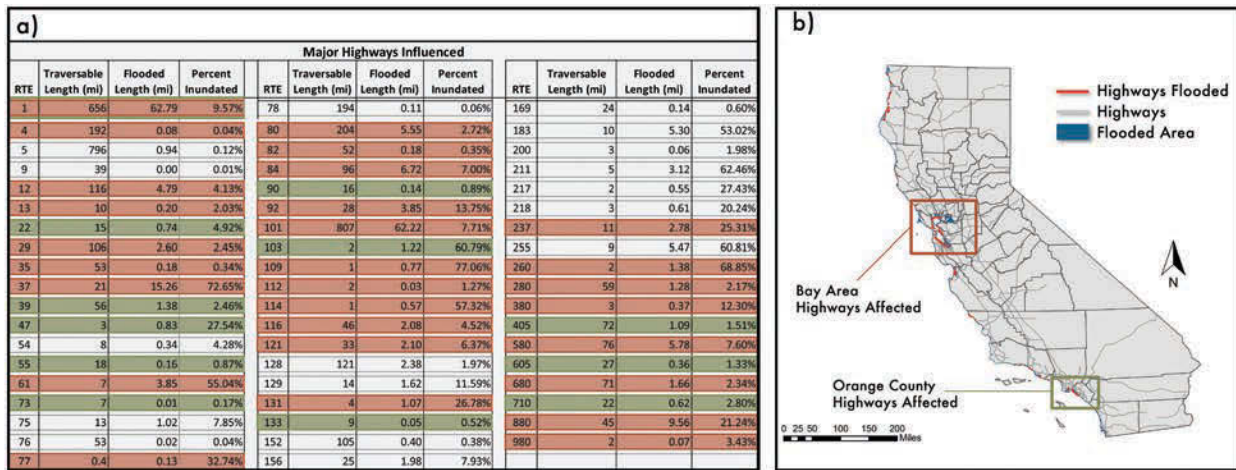 a)
Major Highways Influenced
RTE Traversable Length (mi) Flooded Length (mi) Percent Inundated RTE Traversable Length (mi) Flooded Length (mi) Percent Inundated RTE Traversable Length (mi) Flooded Length (mi) Percent Inundated
1 656 62.79 9.57% 78 194 0.11 0.06% 169 24 0.14 0.60%
4 192 0.08 0.04% 80 204 5.55 2.72% 183 10 5.30 53.02%
5 796 0.94 0.12% 82 52 0.18 0.35% 200 3 0.06 1.98%
9 39 0.00 0.01% 84 96 6.72 7.00% 211 5 3.12 62.46%
12 116 4.79 4.13% 90 16 0.14 0.89% 217 2 0.55 27.43%
13 10 0.20 2.03% 92 28 3.85 13.75% 218 3 0.61 20.24%
22 15 0.74 4.92% 101 807 62.22 7.71% 237 11 2.78 25.31%
29 106 2.60 2.45% 103 2 1.22 60.79% 255 9 5.47 60.81%
35 53 0.18 0.34% 109 1 0.77 77.06% 260 2 1.38 68.85%
37 21 15.26 72.65% 112 2 0.03 1.27% 280 59 1.28 2.17%
39 56 1.38 2.46% 114 1 0.57 57.32% 380 3 0.37 12.30%
47 3 0.83 27.54% 116 46 2.08 4.52% 405 72 1.09 1.51%
54 8 0.34 4.28% 121 33 2.10 6.37% 580 76 5.78 7.60%
55 18 0.16 0.87% 128 121 2.38 1.97% 605 27 0.36 1.33%
61 7 3.85 55.04% 129 14 1.62 11.59% 680 71 1.66 2.34%
73 7 0.01 0.17% 131 4 1.07 26.78% 710 22 0.62 2.80%
75 13 1.02 7.85% 133 9 0.05 0.52% 880 45 9.56 21.24%
76 53 0.02 0.04% 152 105 0.40 0.38% 980 2 0.07 3.43%
77 0.4 0.13 32.74% 156 25 1.98 7.93%
b)
Highways Flooded
Highways
Flooded Area
N
Bay Area
Highways Affected
Orange County
Highways Affected
0 25 50 100 150 200
Miles